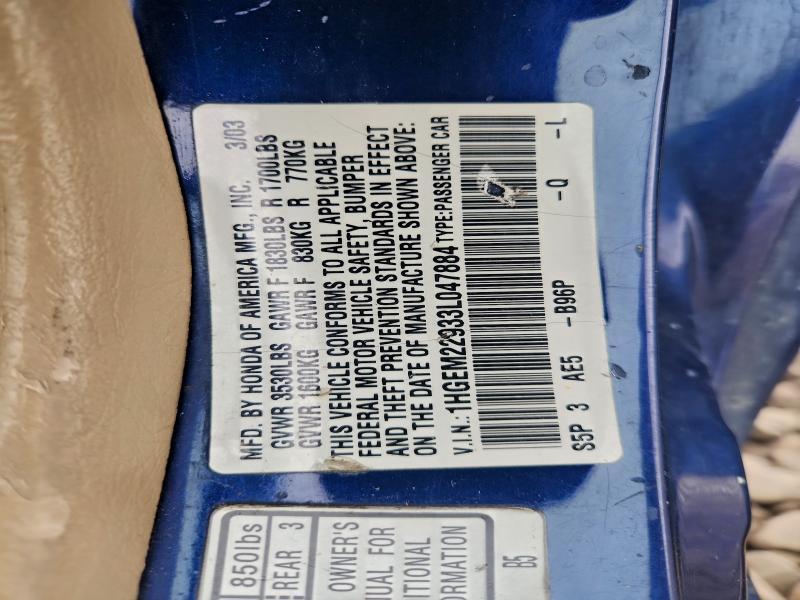 MFD. BY HONDA OF AMERICA MFG., INC. 3/03
GVWR 3530LBS GAWR F 1830LBS R 1700LBS
GVWR 1600KG GAWR F 830KG R 770KG
THIS VEHICLE CONFORMS TO ALL APPLICABLE
FEDERAL MOTOR VEHICLE SAFETY, BUMPER
AND THEFT PREVENTION STANDARDS IN EFFECT
ON THE DATE OF MANUFACTURE SHOWN ABOVE:
V.I.N.: 1HGEM22933L047884 TYPE:PASSENGER CAR
S5P 3 AE5 -B96P -Q -L
850lbs
REAR 3
OWNER'S
FOR
B5